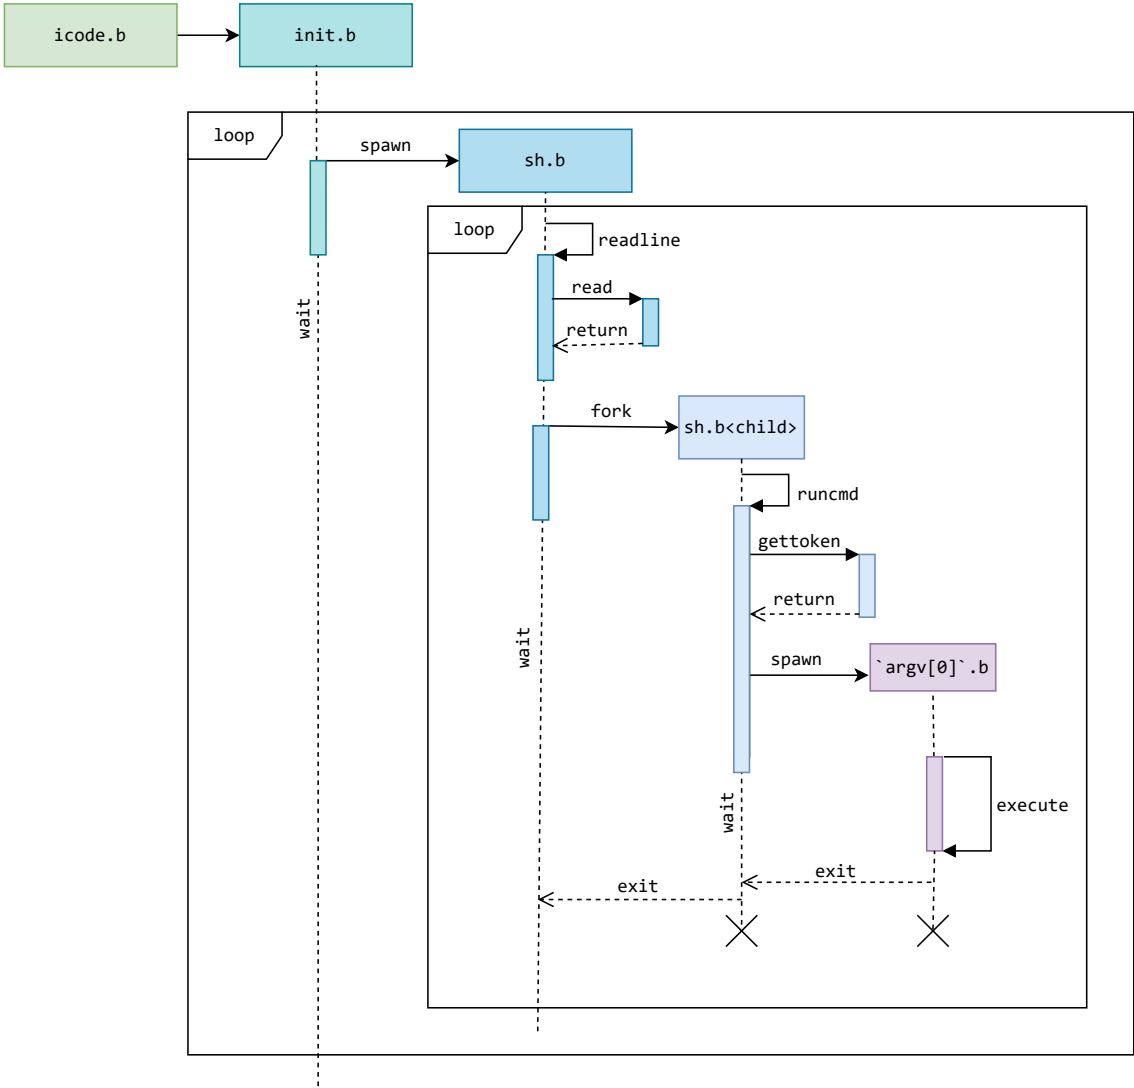 icode.b
init.b
loop
spawn
sh.b
loop
readline
read
wait
return
fork
sh.b<child>
runcmd
gettoken
return
wait
spawn
`argv[0]`.b
wait
execute
exit
exit